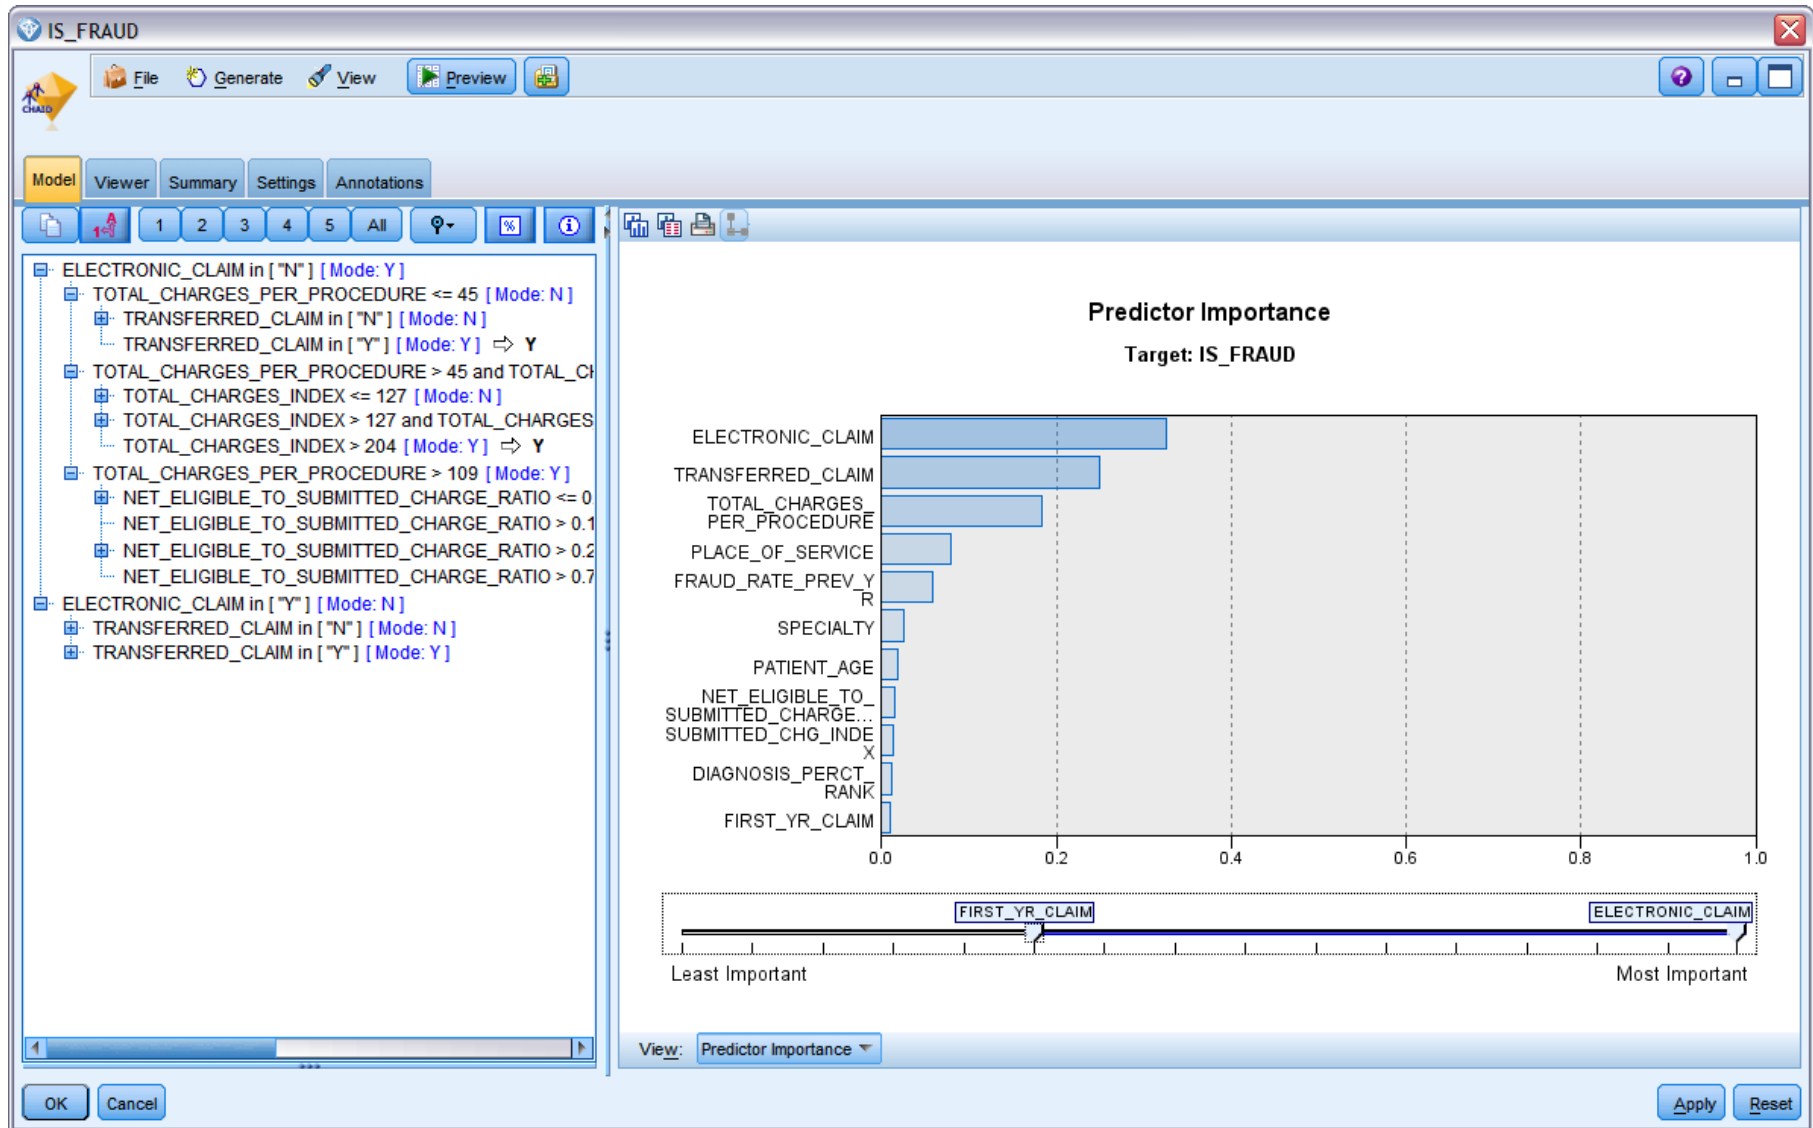 IS_FRAUD
CHAID
File Generate View Preview
Model Viewer Summary Settings Annotations
1 2 3 4 5 All % i
ELECTRONIC_CLAIM in [ "N" ] [ Mode: Y ]
TOTAL_CHARGES_PER_PROCEDURE <= 45 [ Mode: N ]
TRANSFERRED_CLAIM in [ "N" ] [ Mode: N ]
TRANSFERRED_CLAIM in [ "Y" ] [ Mode: Y ] ⇨ Y
TOTAL_CHARGES_PER_PROCEDURE > 45 and TOTAL_CH
TOTAL_CHARGES_INDEX <= 127 [ Mode: N ]
TOTAL_CHARGES_INDEX > 127 and TOTAL_CHARGES
TOTAL_CHARGES_INDEX > 204 [ Mode: Y ] ⇨ Y
TOTAL_CHARGES_PER_PROCEDURE > 109 [ Mode: Y ]
NET_ELIGIBLE_TO_SUBMITTED_CHARGE_RATIO <= 0
NET_ELIGIBLE_TO_SUBMITTED_CHARGE_RATIO > 0.1
NET_ELIGIBLE_TO_SUBMITTED_CHARGE_RATIO > 0.2
NET_ELIGIBLE_TO_SUBMITTED_CHARGE_RATIO > 0.7
ELECTRONIC_CLAIM in [ "Y" ] [ Mode: N ]
TRANSFERRED_CLAIM in [ "N" ] [ Mode: N ]
TRANSFERRED_CLAIM in [ "Y" ] [ Mode: Y ]
Predictor Importance
Target: IS_FRAUD
ELECTRONIC_CLAIM
TRANSFERRED_CLAIM
TOTAL_CHARGES_
PER_PROCEDURE
PLACE_OF_SERVICE
FRAUD_RATE_PREV_Y
R
SPECIALTY
PATIENT_AGE
NET_ELIGIBLE_TO_
SUBMITTED_CHARGE...
SUBMITTED_CHG_INDE
X
DIAGNOSIS_PERCT_
RANK
FIRST_YR_CLAIM
0.0 0.2 0.4 0.6 0.8 1.0
FIRST_YR_CLAIM ELECTRONIC_CLAIM
Least Important Most Important
View: Predictor Importance
OK Cancel Apply Reset